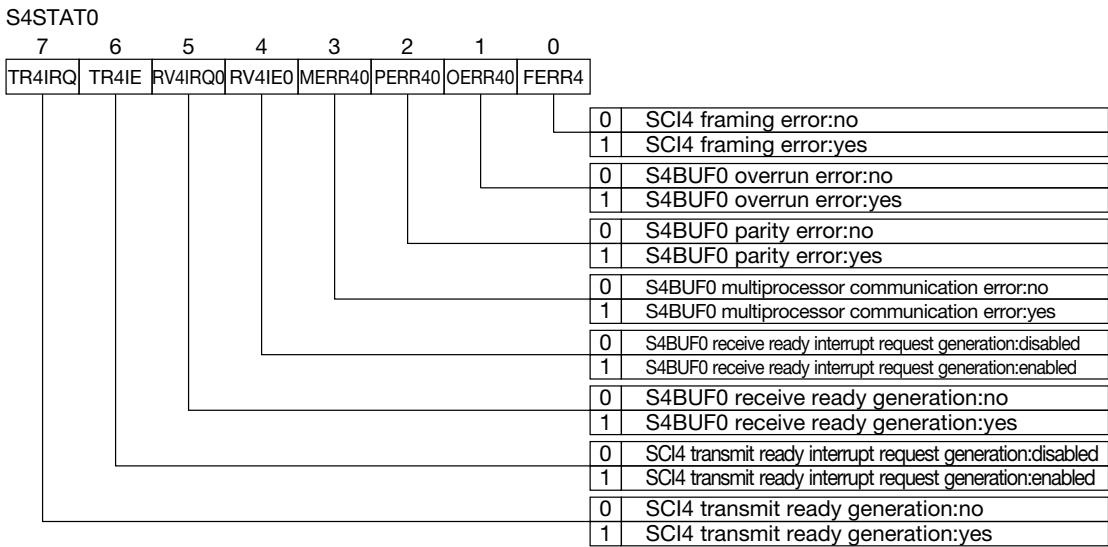 S4STAT0
7 6 5 4 3 2 1 0
TR4IRQ TR4IE RV4IRQ0 RV4IE0 MERR40 PERR40 OERR40 FERR4
0 SCI4 framing error:no
1 SCI4 framing error:yes
0 S4BUF0 overrun error:no
1 S4BUF0 overrun error:yes
0 S4BUF0 parity error:no
1 S4BUF0 parity error:yes
0 S4BUF0 multiprocessor communication error:no
1 S4BUF0 multiprocessor communication error:yes
0 S4BUF0 receive ready interrupt request generation:disabled
1 S4BUF0 receive ready interrupt request generation:enabled
0 S4BUF0 receive ready generation:no
1 S4BUF0 receive ready generation:yes
0 SCI4 transmit ready interrupt request generation:disabled
1 SCI4 transmit ready interrupt request generation:enabled
0 SCI4 transmit ready generation:no
1 SCI4 transmit ready generation:yes